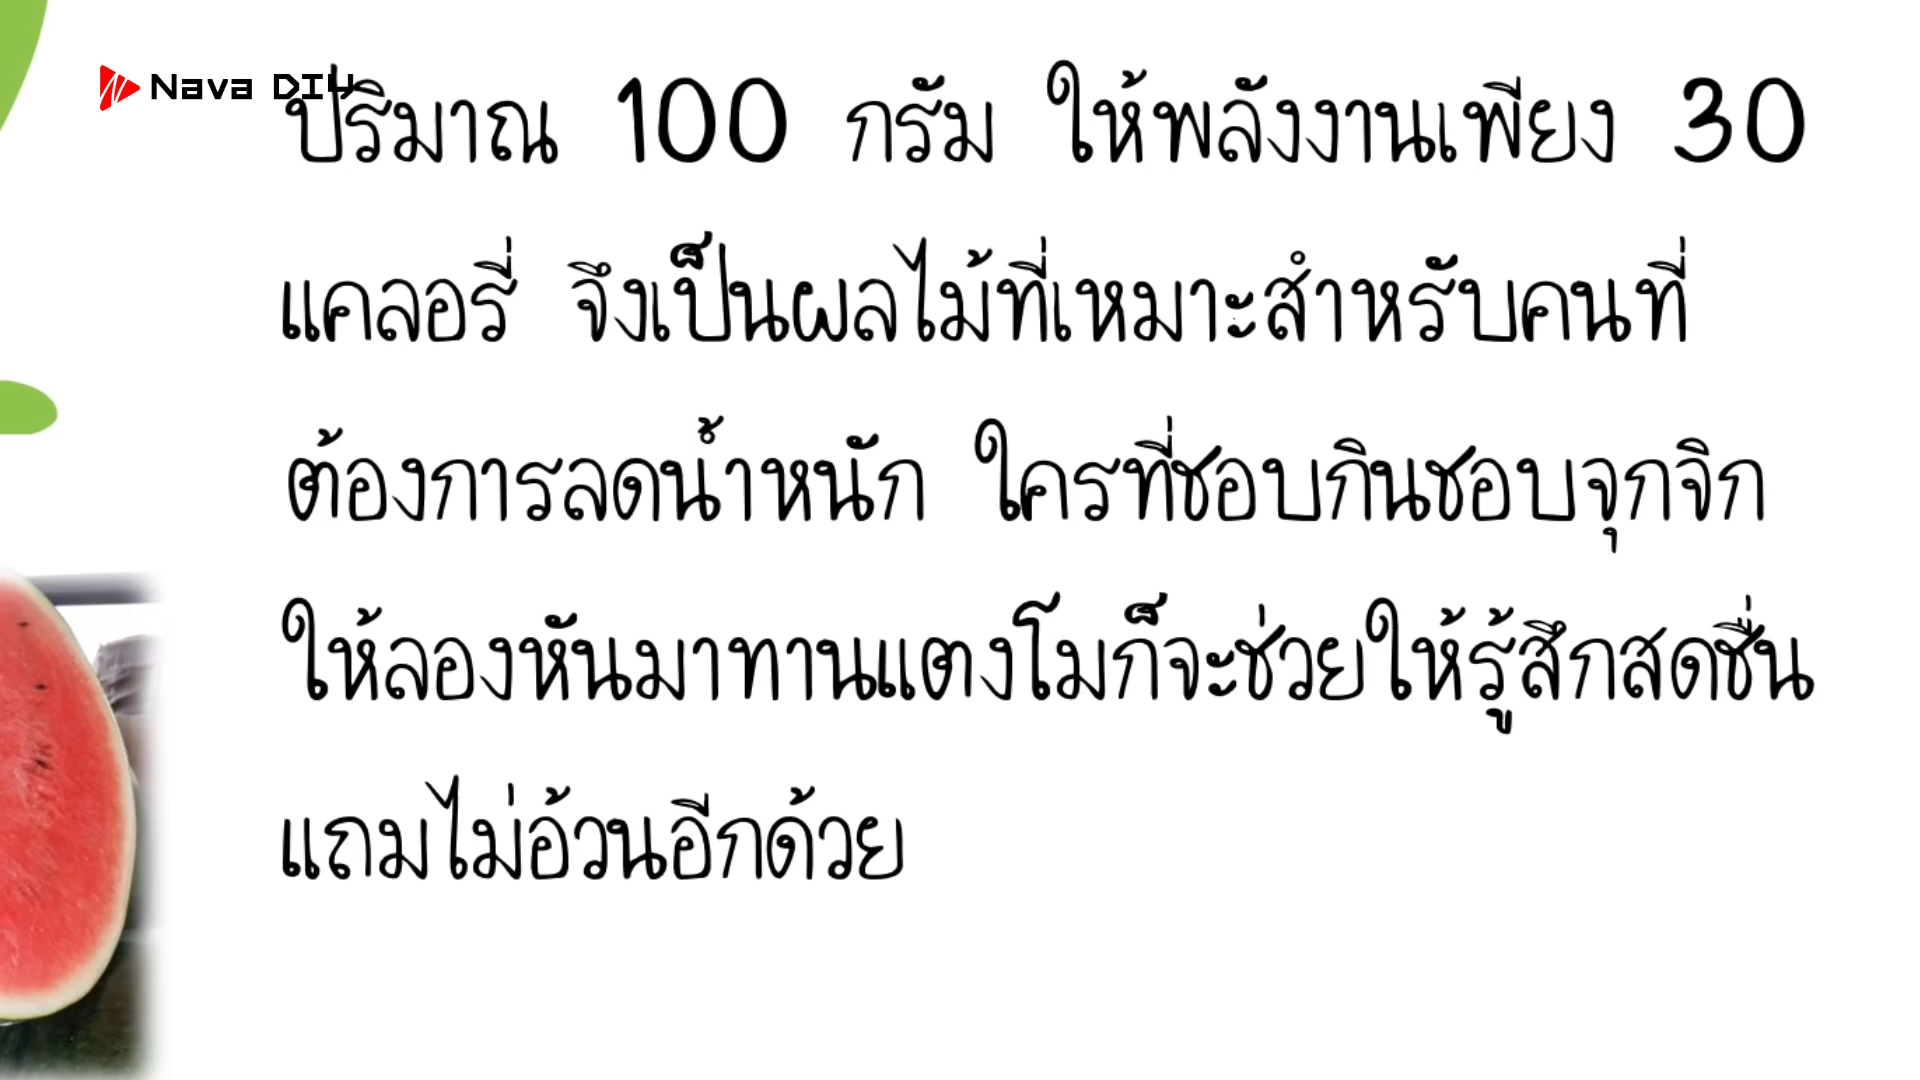 Nava DIY
ปริมาณ 100 กรัม ให้พลังงานเพียง 30
แคลอรี่ จึงเป็นผลไม้ที่เหมาะสำหรับคนที่
ต้องการลดน้ำหนัก ใครที่ชอบกินชอบจุกจิก
ให้ลองหันมาทานแตงโมก็จะช่วยให้รู้สึกสดชื่น
แถมไม่อ้วนอีกด้วย